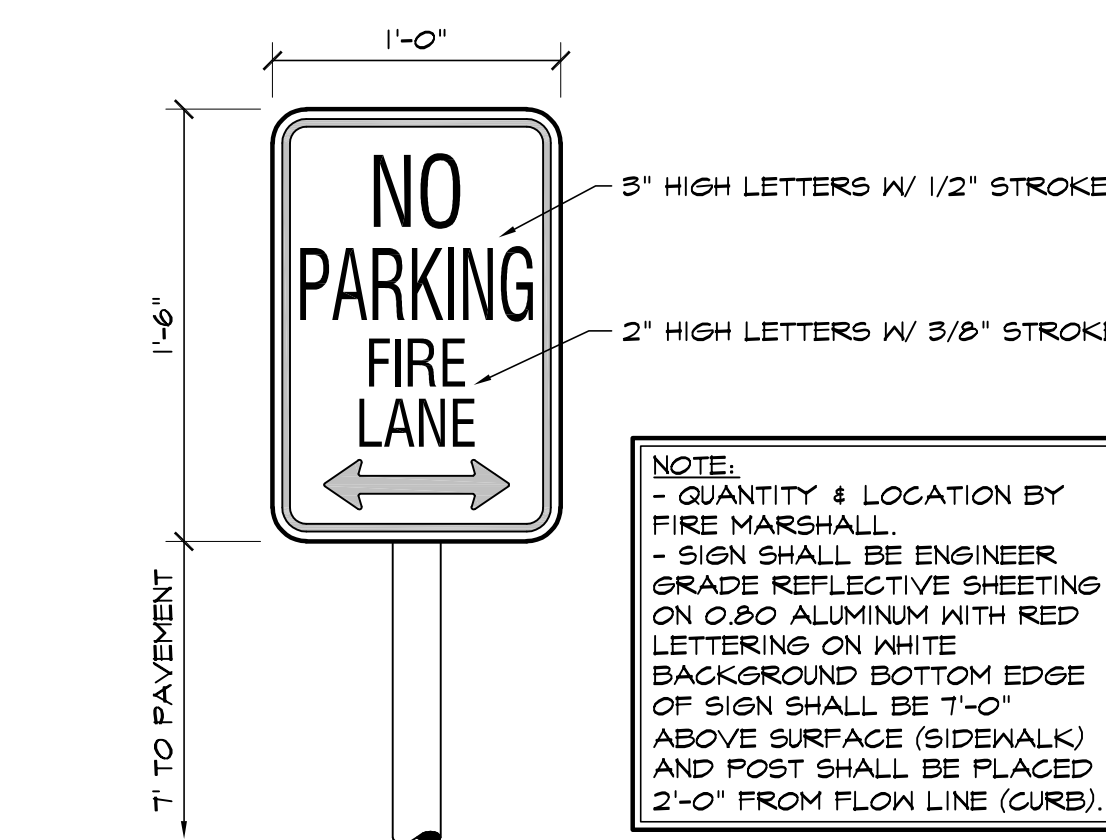 1'-0"
NO
PARKING
FIRE
LANE
3" HIGH LETTERS W/ 1/2" STROKE
2" HIGH LETTERS W/ 3/8" STROKE
1'-6"
7' TO PAVEMENT
NOTE:
- QUANTITY & LOCATION BY
FIRE MARSHALL.
- SIGN SHALL BE ENGINEER
GRADE REFLECTIVE SHEETING
ON 0.80 ALUMINUM WITH RED
LETTERING ON WHITE
BACKGROUND BOTTOM EDGE
OF SIGN SHALL BE 7'-0"
ABOVE SURFACE (SIDEWALK)
AND POST SHALL BE PLACED
2'-0" FROM FLOW LINE (CURB).